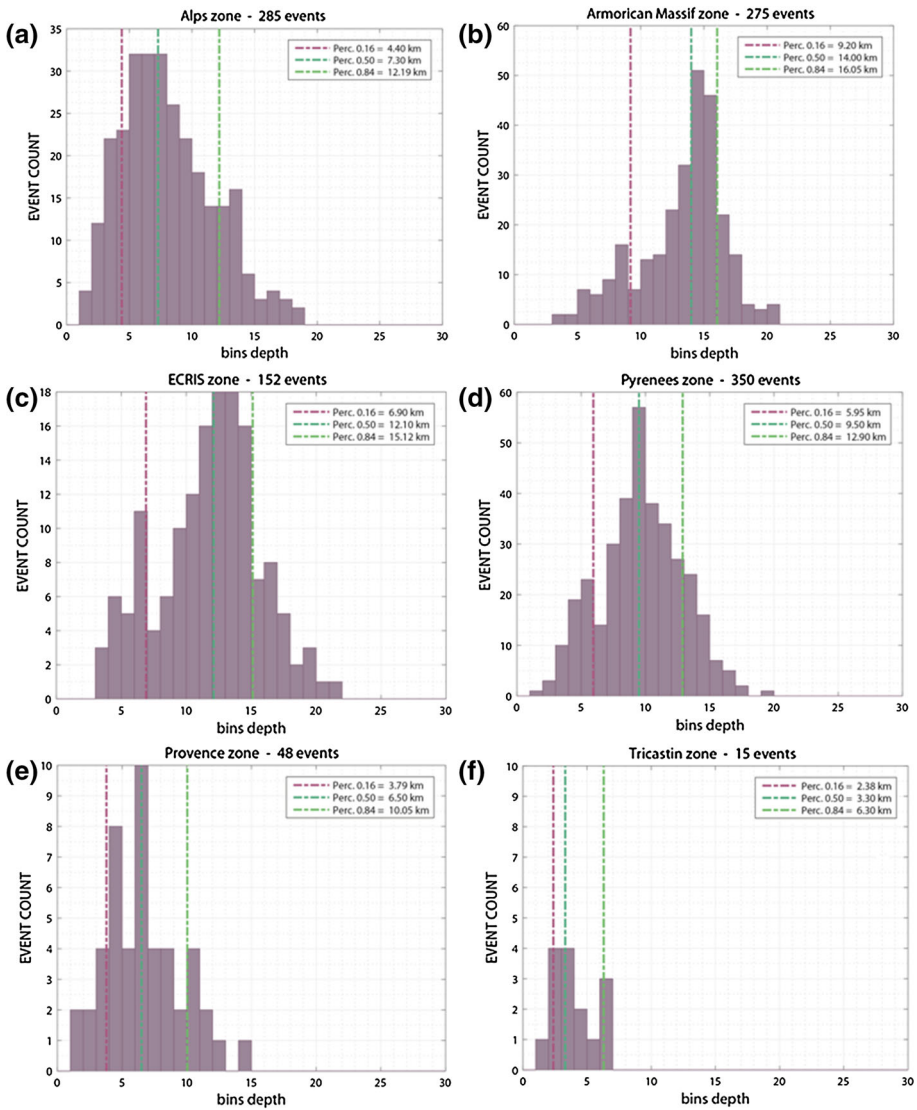 (a)
Alps zone - 285 events
Perc. 0.16 = 4.40 km
Perc. 0.50 = 7.30 km
Perc. 0.84 = 12.19 km
EVENT COUNT
35
30
25
20
15
10
5
0
0 5 10 15 20 25 30
bins depth
(b)
Armorican Massif zone - 275 events
Perc. 0.16 = 9.20 km
Perc. 0.50 = 14.00 km
Perc. 0.84 = 16.05 km
EVENT COUNT
60
50
40
30
20
10
0
0 5 10 15 20 25 30
bins depth
(c)
ECRIS zone - 152 events
Perc. 0.16 = 6.90 km
Perc. 0.50 = 12.10 km
Perc. 0.84 = 15.12 km
EVENT COUNT
18
16
14
12
10
8
6
4
2
0
0 5 10 15 20 25 30
bins depth
(d)
Pyrenees zone - 350 events
Perc. 0.16 = 5.95 km
Perc. 0.50 = 9.50 km
Perc. 0.84 = 12.90 km
EVENT COUNT
60
50
40
30
20
10
0
0 5 10 15 20 25 30
bins depth
(e)
Provence zone - 48 events
Perc. 0.16 = 3.79 km
Perc. 0.50 = 6.50 km
Perc. 0.84 = 10.05 km
EVENT COUNT
10
9
8
7
6
5
4
3
2
1
0
0 5 10 15 20 25 30
bins depth
(f)
Tricastin zone - 15 events
Perc. 0.16 = 2.38 km
Perc. 0.50 = 3.30 km
Perc. 0.84 = 6.30 km
EVENT COUNT
10
9
8
7
6
5
4
3
2
1
0
0 5 10 15 20 25 30
bins depth